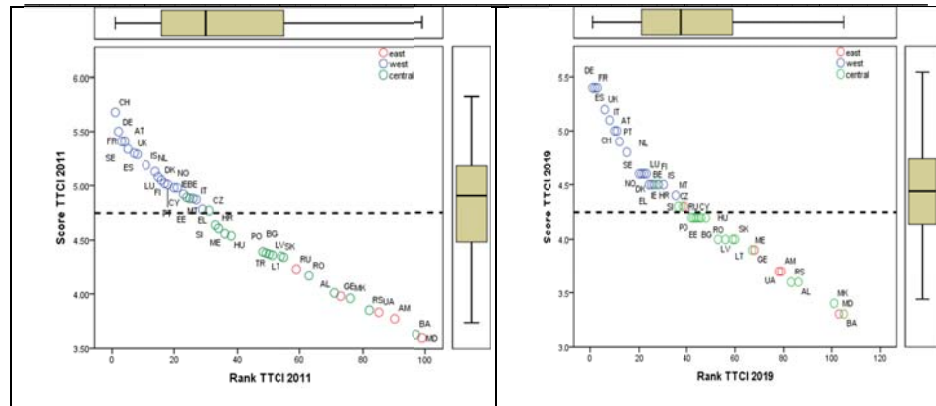 east
west
central
6.00
5.50
5.00
4.50
4.00
3.50
Score TTCI 2011
CH
DE
AT
FR
UK
SE
ES
IS NL
DK
NO
LU
FI
IEBE
IT
CY
PT
MT
CZ
EE
EL
HR
SI
ME
HU
PO
BG
LV
SK
TR
LT
RU
RO
AL
GE
MK
RS
UA
AM
BA
MD
0 20 40 60 80 100
Rank TTCI 2011
east
west
central
5.5
5.0
4.5
4.0
3.5
3.0
Score TTCI 2019
DE
FR
ES
UK
IT
AT
PT
CH
NL
SE
LU
FI
NO
DK
BE
IS
EL
IE
HR
MT
CZ
SI
RU
CY
HU
EE
BG
RO
SK
LV
LT
ME
GE
UA
AM
RS
AL
MK
MD
BA
0 20 40 60 80 100 120
Rank TTCI 2019